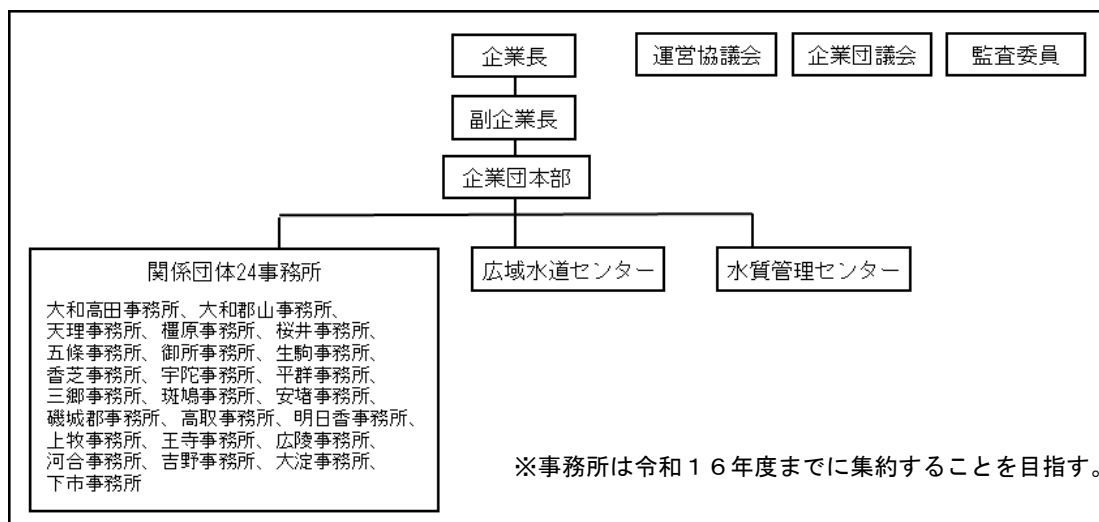 企業長
運営協議会
企業団議会
監査委員
副企業長
企業団本部
関係団体24事務所
大和高田事務所、大和郡山事務所、
天理事務所、橿原事務所、桜井事務所、
五條事務所、御所事務所、生駒事務所、
香芝事務所、宇陀事務所、平群事務所、
三郷事務所、斑鳩事務所、安堵事務所、
磯城郡事務所、高取事務所、明日香事務所、
上牧事務所、王寺事務所、広陵事務所、
河合事務所、吉野事務所、大淀事務所、
下市事務所
広域水道センター
水質管理センター
※事務所は令和１６年度までに集約することを目指す。